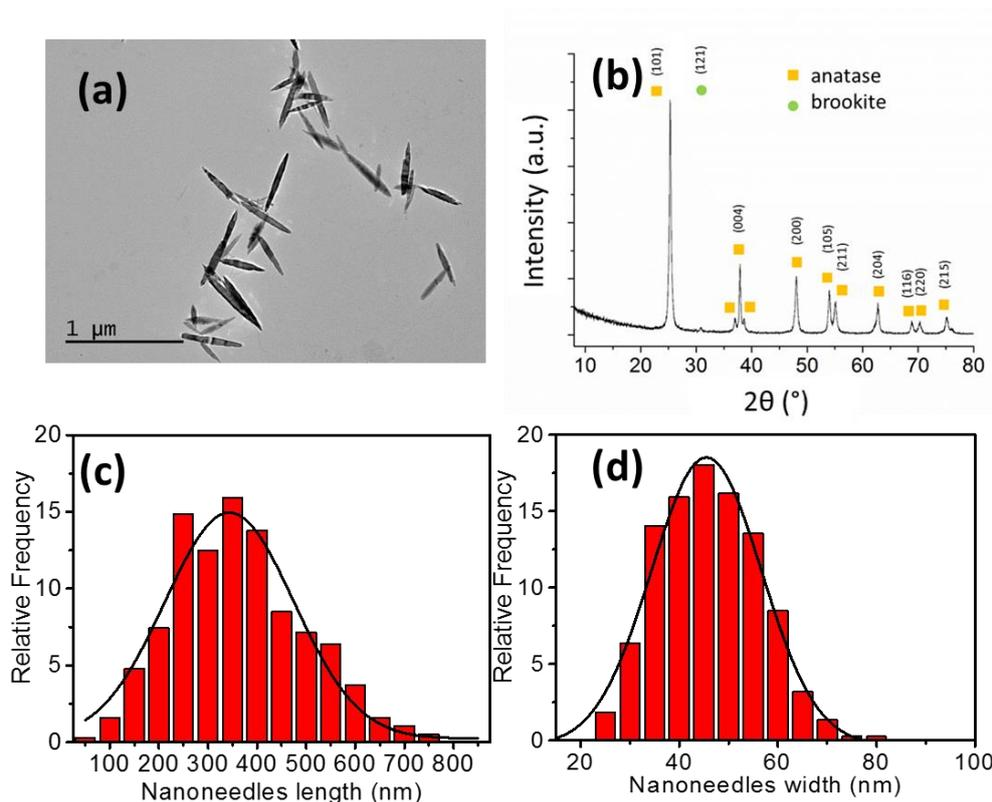 (a)
1 µm
(b)
(101)
(121)
anatase
brookite
(004)
(200)
(105)
(211)
(204)
(116)
(220)
(215)
Intensity (a.u.)
10 20 30 40 50 60 70 80
2θ (°)
(c)
20
15
10
5
0
Relative Frequency
100 200 300 400 500 600 700 800
Nanoneedles length (nm)
(d)
20
15
10
5
0
Relative Frequency
20 40 60 80 100
Nanoneedles width (nm)